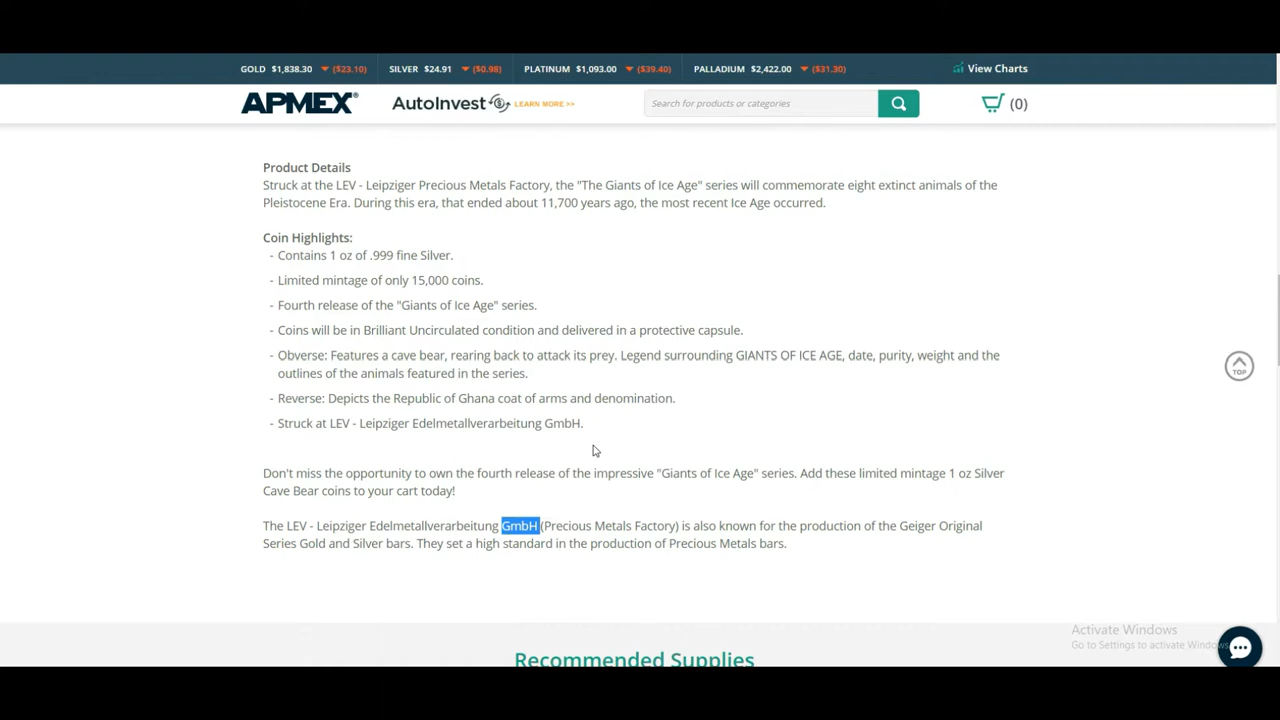 GOLD $1,838.30 ($23.10) SILVER $24.91 ($0.98) PLATINUM $1,093.00 ($39.40) PALLADIUM $2,422.00 ($31.30) View Charts
APMEX® AutoInvest LEARN MORE >> Search for products or categories (0)
Product Details
Struck at the LEV - Leipziger Precious Metals Factory, the "The Giants of Ice Age" series will commemorate eight extinct animals of the
Pleistocene Era. During this era, that ended about 11,700 years ago, the most recent Ice Age occurred.
Coin Highlights:
- Contains 1 oz of .999 fine Silver.
- Limited mintage of only 15,000 coins.
- Fourth release of the "Giants of Ice Age" series.
- Coins will be in Brilliant Uncirculated condition and delivered in a protective capsule.
- Obverse: Features a cave bear, rearing back to attack its prey. Legend surrounding GIANTS OF ICE AGE, date, purity, weight and the
outlines of the animals featured in the series.
TOP
- Reverse: Depicts the Republic of Ghana coat of arms and denomination.
- Struck at LEV - Leipziger Edelmetallverarbeitung GmbH.
Don't miss the opportunity to own the fourth release of the impressive "Giants of Ice Age" series. Add these limited mintage 1 oz Silver
Cave Bear coins to your cart today!
The LEV - Leipziger Edelmetallverarbeitung GmbH (Precious Metals Factory) is also known for the production of the Geiger Original
Series Gold and Silver bars. They set a high standard in the production of Precious Metals bars.
Activate Windows
Go to Settings to activate Windows.
Recommended Supplies